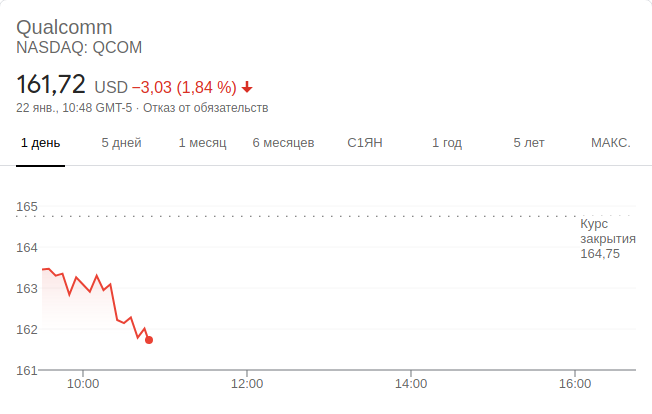 Qualcomm
NASDAQ: QCOM
161,72 USD −3,03 (1,84 %)
22 янв., 10:48 GMT-5 · Отказ от обязательств
1 день 5 дней 1 месяц 6 месяцев С1ЯН 1 год 5 лет МАКС.
165
Курс
закрытия
164,75
164
163
162
161
10:00 12:00 14:00 16:00